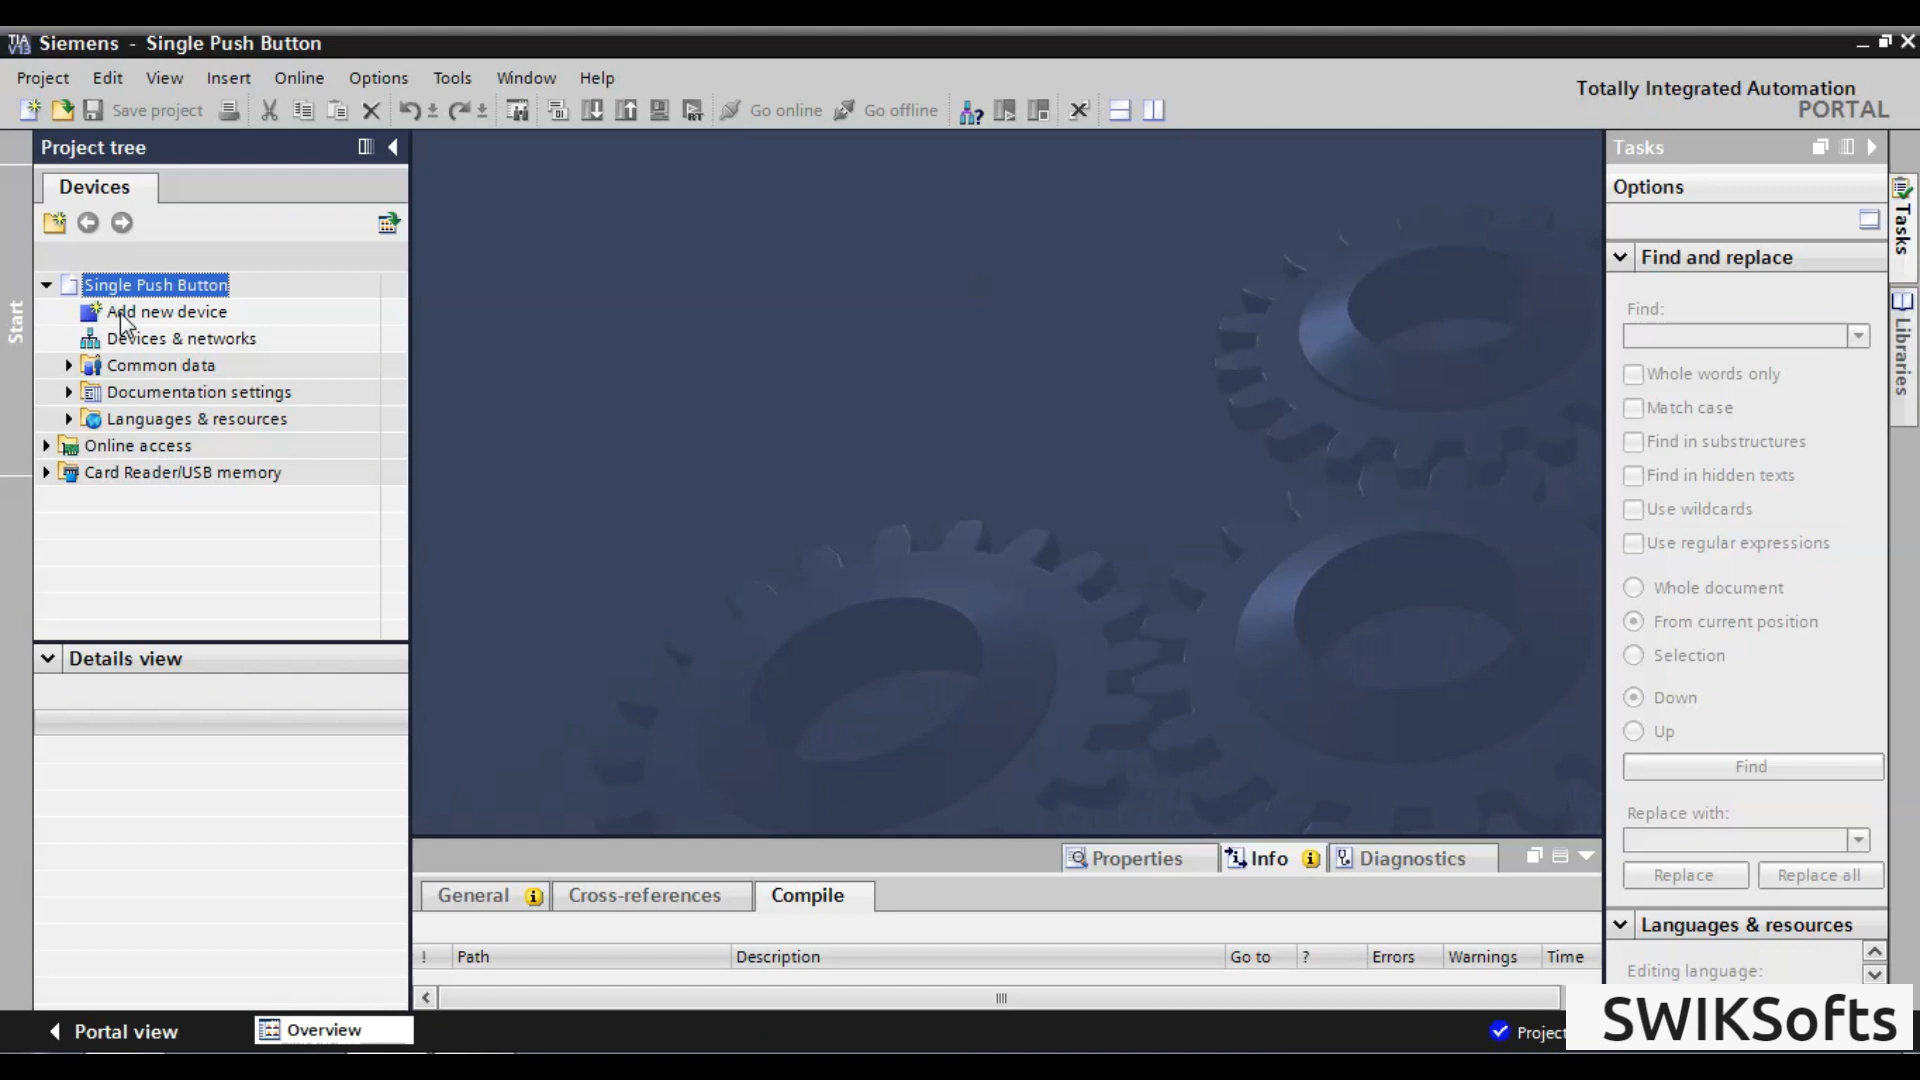 TIA V13 Siemens - Single Push Button
Project Edit View Insert Online Options Tools Window Help
Totally Integrated Automation
PORTAL
Save project Go online Go offline
Project tree
Devices
Start
Single Push Button
Add new device
Devices & networks
Common data
Documentation settings
Languages & resources
Online access
Card Reader/USB memory
Details view
Tasks
Options
Find and replace
Find:
Whole words only
Match case
Find in substructures
Find in hidden texts
Use wildcards
Use regular expressions
Whole document
From current position
Selection
Down
Up
Find
Replace with:
Replace Replace all
Languages & resources
Editing language:
Tasks
Libraries
Properties Info Diagnostics
General Cross-references Compile
! Path Description Go to ? Errors Warnings Time
Portal view Overview
Project
SWIKSofts